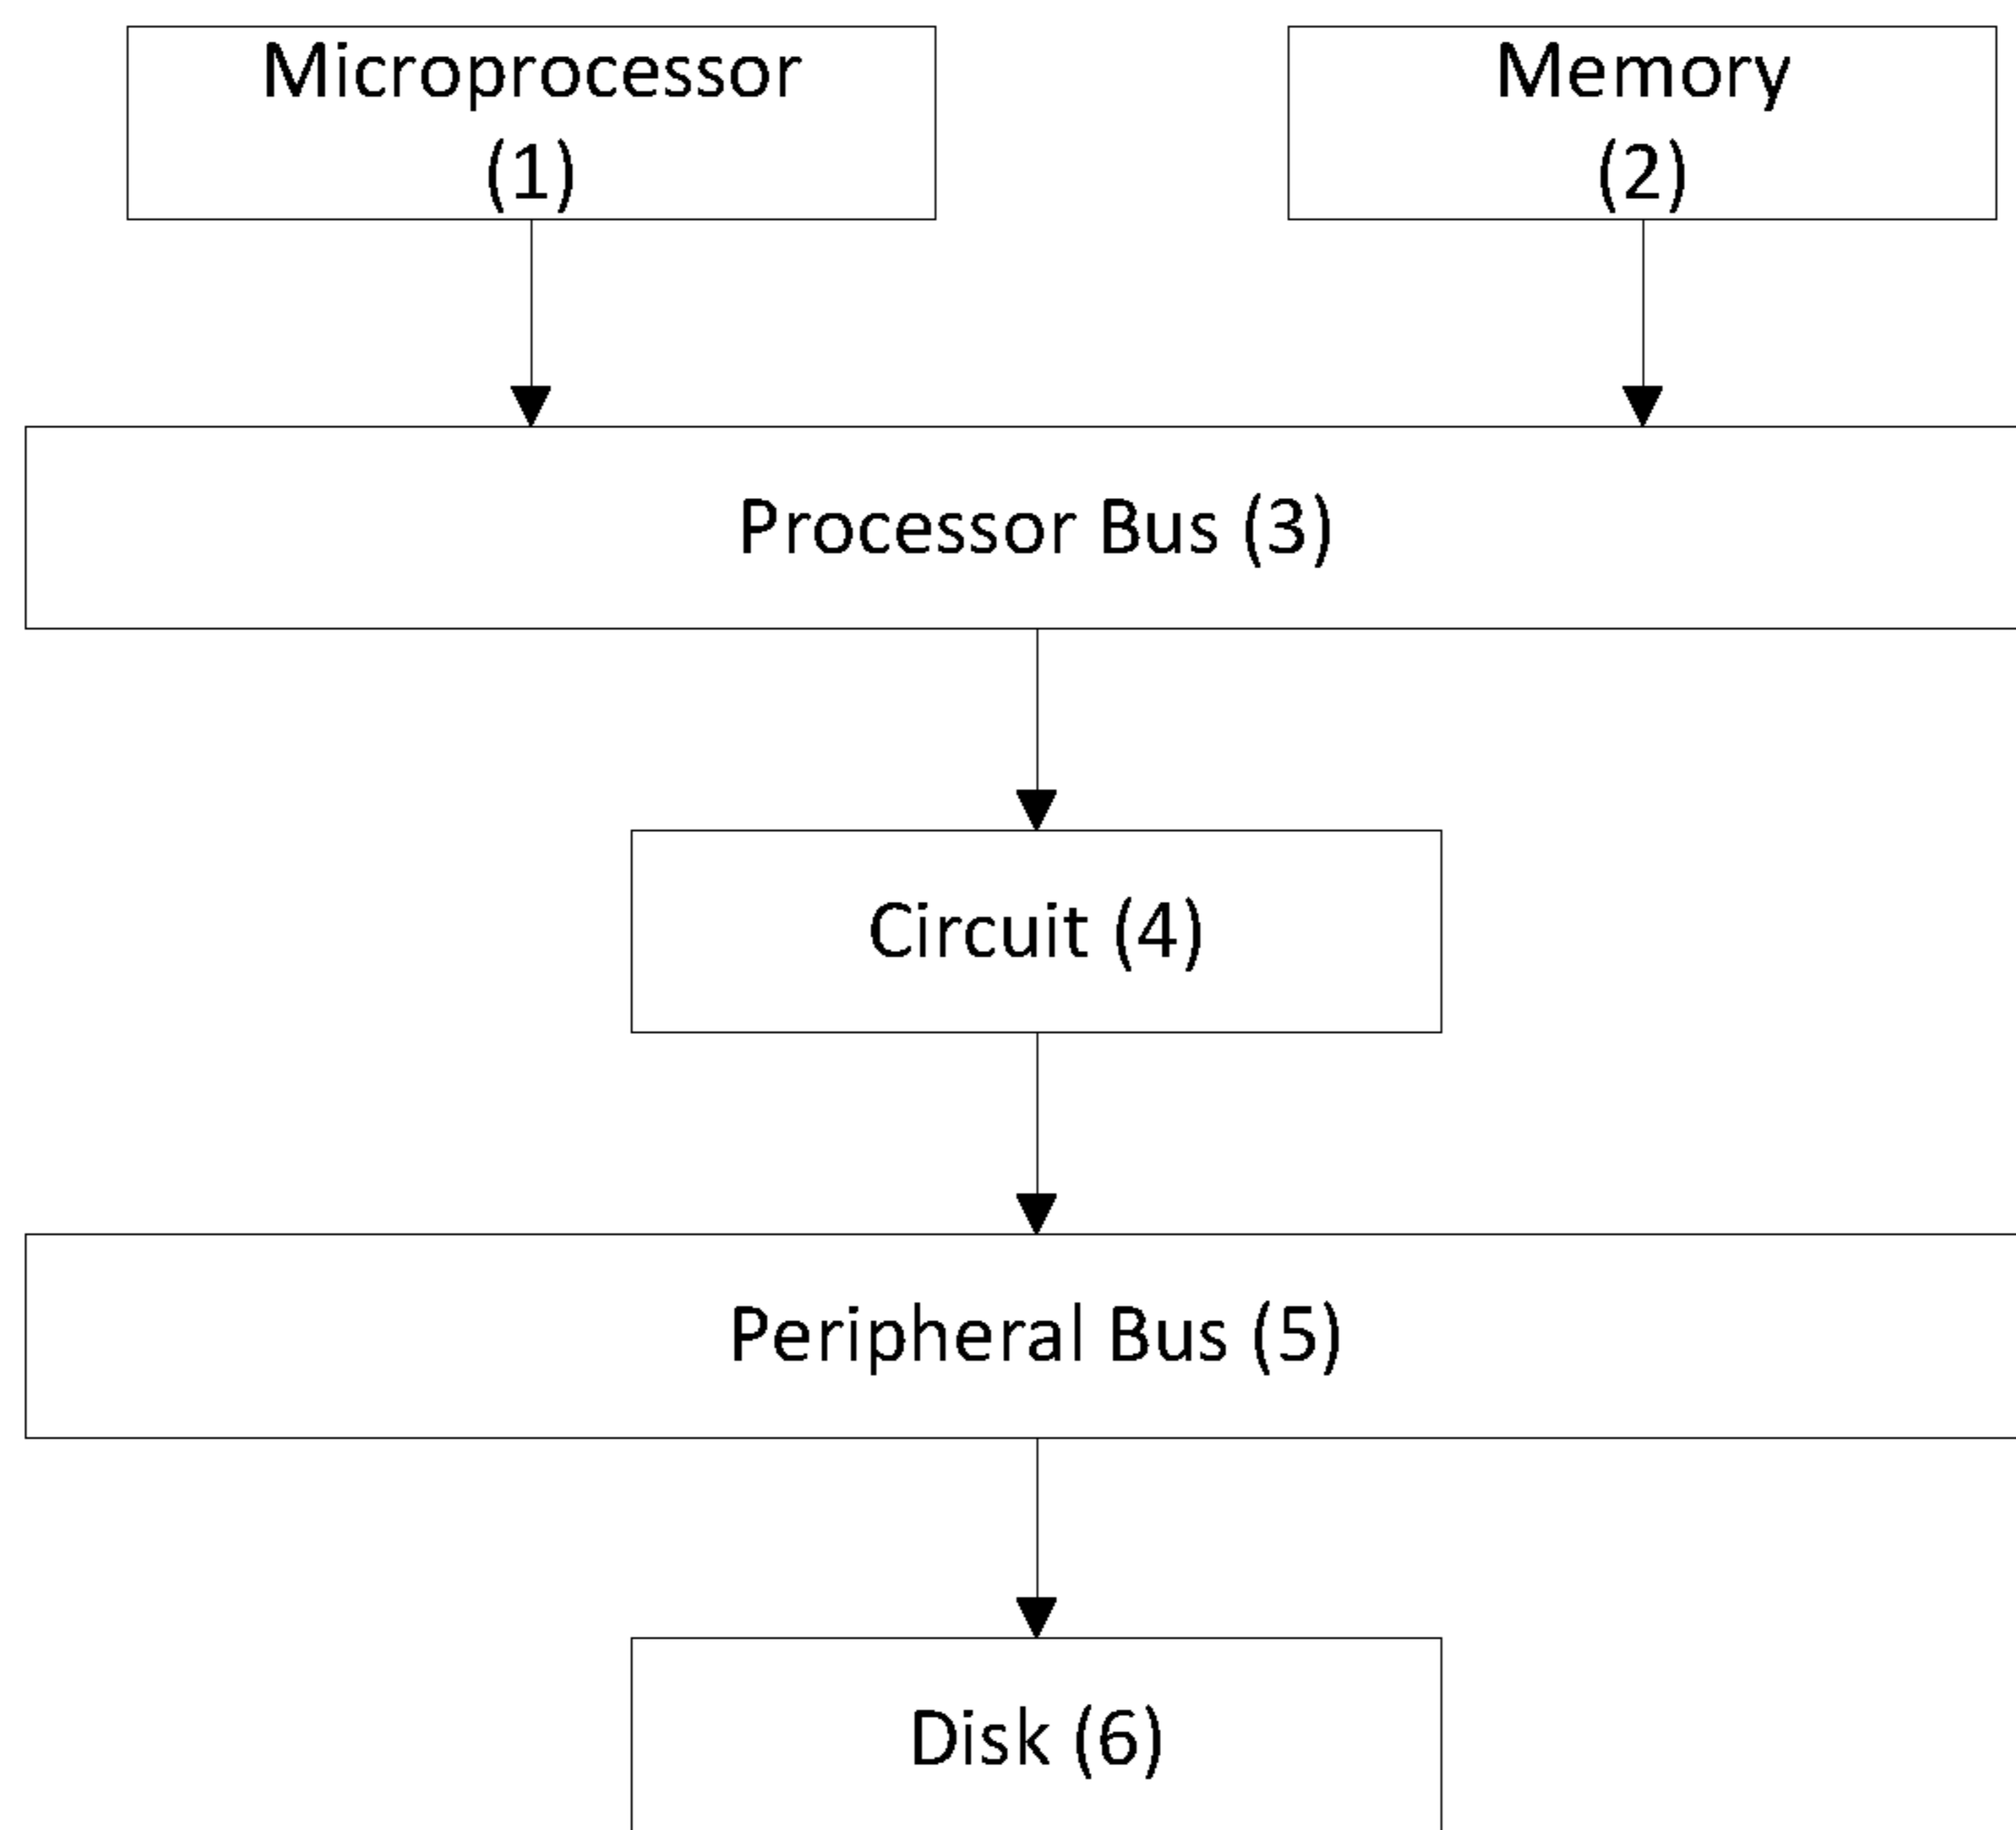 Microprocessor
(1)
Memory
(2)
Processor Bus (3)
Circuit (4)
Peripheral Bus (5)
Disk (6)